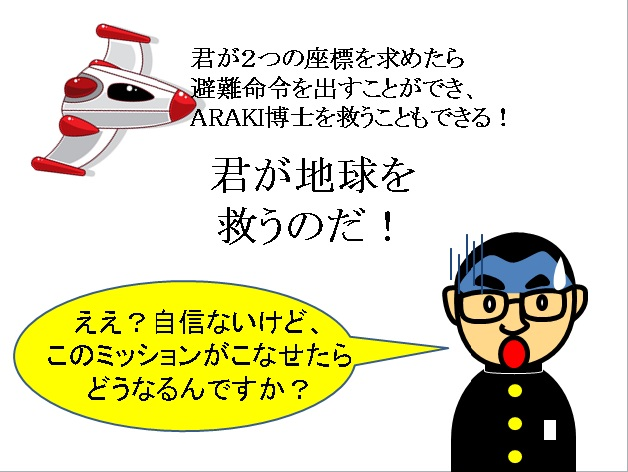 君が２つの座標を求めたら
避難命令を出すことができ、
ARAKI博士を救うこともできる！
君が地球を
救うのだ！
ええ？自信ないけど、
このミッションがこなせたら
どうなるんですか？